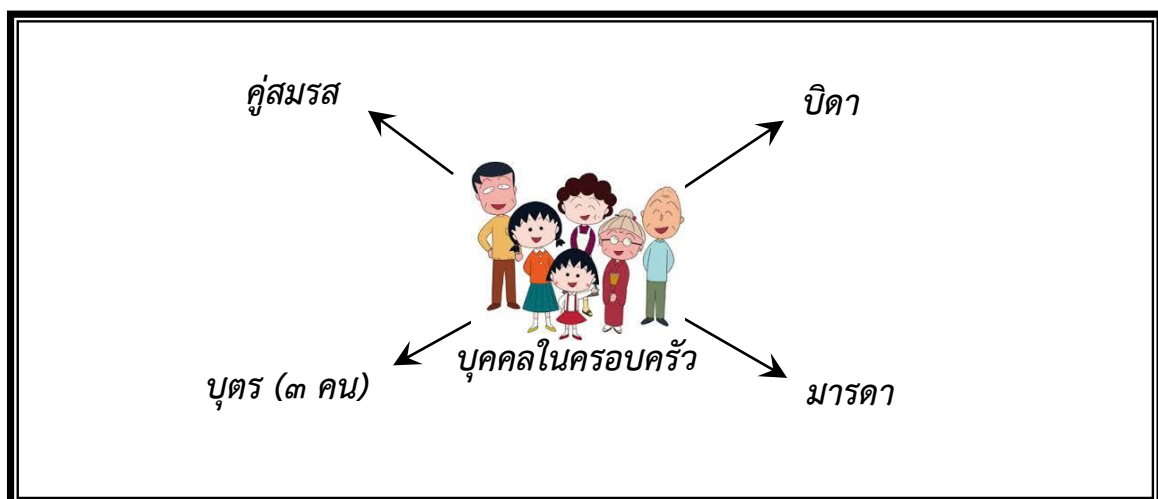 คู่สมรส
บิดา
บุคคลในครอบครัว
บุตร (๓ คน)
มารดา